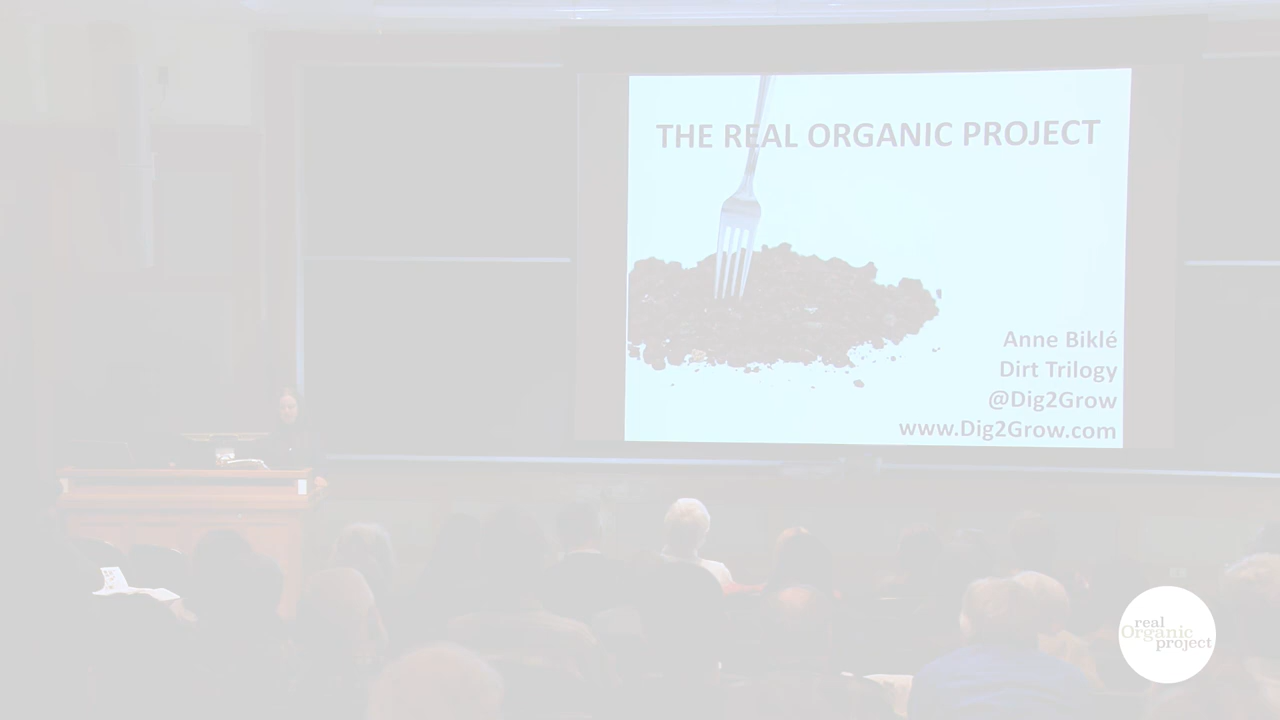 THE REAL ORGANIC PROJECT
Anne Biklé
Dirt Trilogy
@Dig2Grow
www.Dig2Grow.com
real
Organic
project